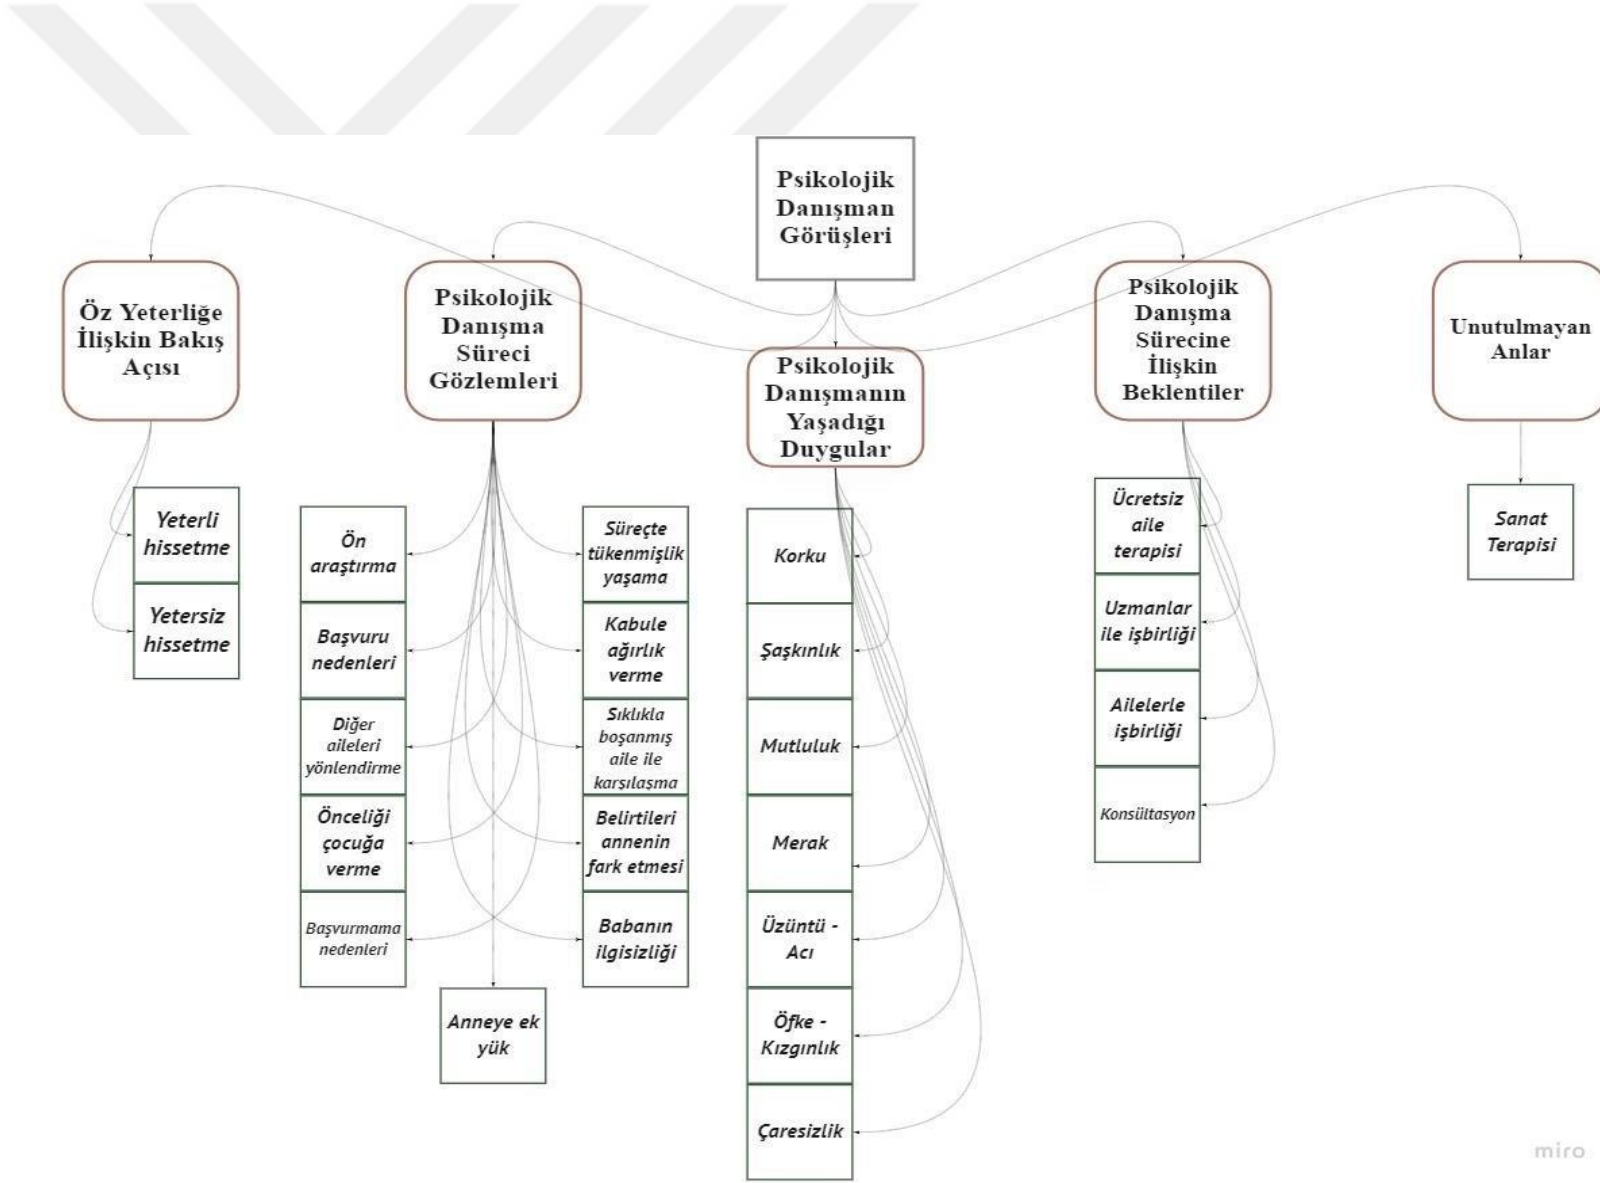 Psikolojik
Danışman
Görüşleri
Öz Yeterliğe
İlişkin Bakış
Açısı
Psikolojik
Danışma
Süreci
Gözlemleri
Psikolojik
Danışmanın
Yaşadığı
Duygular
Psikolojik
Danışma
Sürecine
İlişkin
Beklentiler
Unutulmayan
Anlar
Yeterli
hissetme
Yetersiz
hissetme
Ön
araştırma
Başvuru
nedenleri
Diğer
aileleri
yönlendirme
Önceliği
çocuğa
verme
Başvurmama
nedenleri
Süreçte
tükenmişlik
yaşama
Kabule
ağırlık
verme
Sıklıkla
boşanmış
aile ile
karşılaşma
Belirtileri
annenin
fark etmesi
Babanın
ilgisizliği
Anneye ek
yük
Korku
Şaşkınlık
Mutluluk
Merak
Üzüntü -
Acı
Öfke -
Kızgınlık
Çaresizlik
Ücretsiz
aile
terapisi
Uzmanlar
ile işbirliği
Ailelerle
işbirliği
Konsültasyon
Sanat
Terapisi
miro